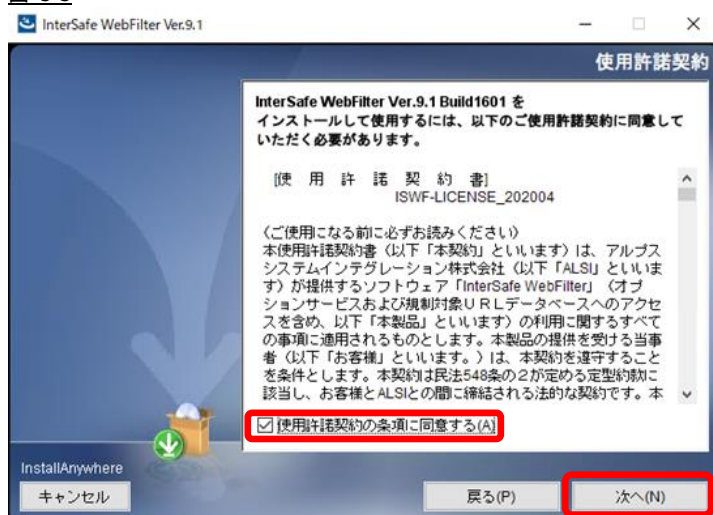 InterSafe WebFilter Ver.9.1
使用許諾契約
InterSafe WebFilter Ver.9.1 Build1601 を
インストールして使用するには、以下のご使用許諾契約に同意して
いただく必要があります。
[使 用 許 諾 契 約 書]
ISWF-LICENSE_202004
(ご使用になる前に必ずお読みください)
本使用許諾契約書(以下「本契約」といいます)は、アルプス
システムインテグレーション株式会社(以下「ALSI」といいま
す)が提供するソフトウェア「InterSafe WebFilter」(オプ
ションサービスおよび規制対象URLデータベースへのアクセ
スを含め、以下「本製品」といいます)の利用に関するすべて
の事項に適用されるものとします。本製品の提供を受ける当事
者(以下「お客様」といいます。)は、本契約を遵守すること
を条件とします。本契約は民法548条の2が定める定型約款に
該当し、お客様とALSIとの間に締結される法的な契約です。本
使用許諾契約の条項に同意する(A)
InstallAnywhere
キャンセル
戻る(P)
次へ(N)